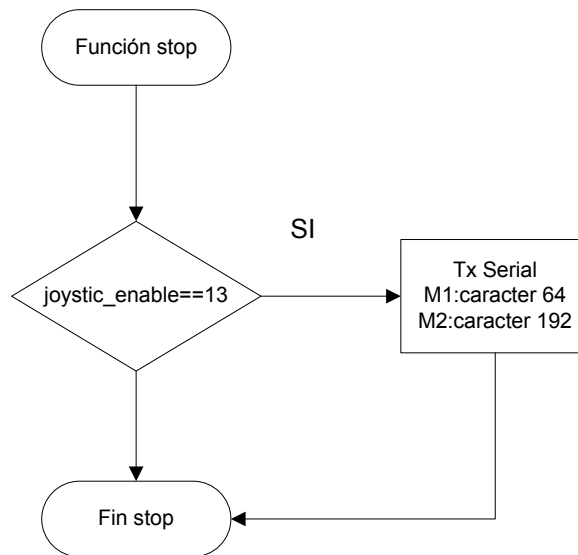 Función stop
SI
joystic_enable==13
Tx Serial
M1:caracter 64
M2:caracter 192
Fin stop